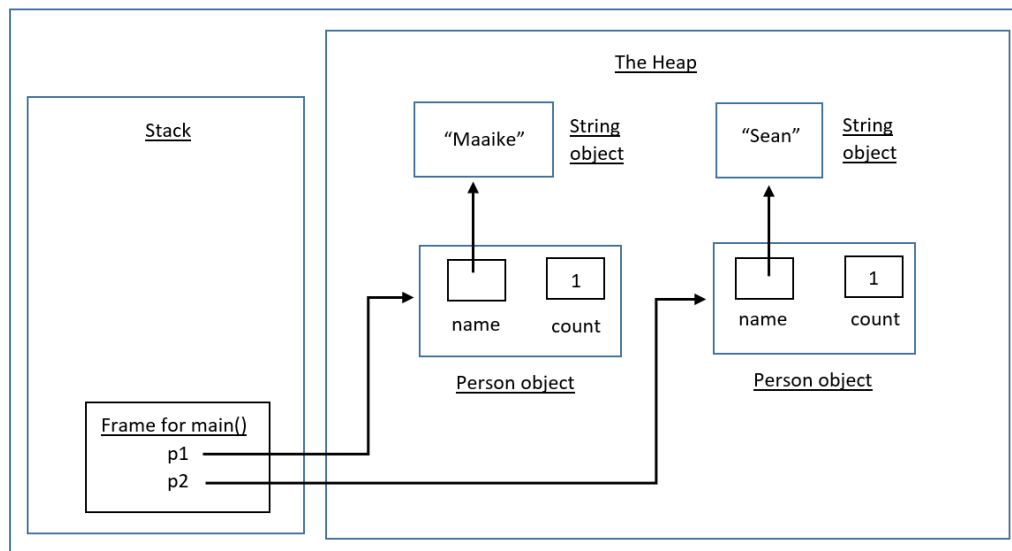 The Heap
Stack
“Maaike”
String
object
“Sean”
String
object
1
name
count
Person object
1
name
count
Person object
Frame for main()
p1
p2